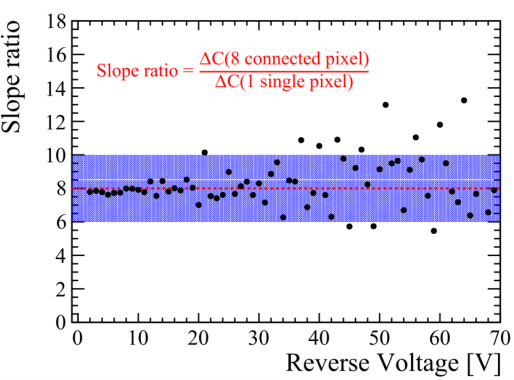 Slope ratio
18
16
14
12
10
8
6
4
2
0
Slope ratio = ΔC(8 connected pixel)
ΔC(1 single pixel)
0 10 20 30 40 50 60 70
Reverse Voltage [V]